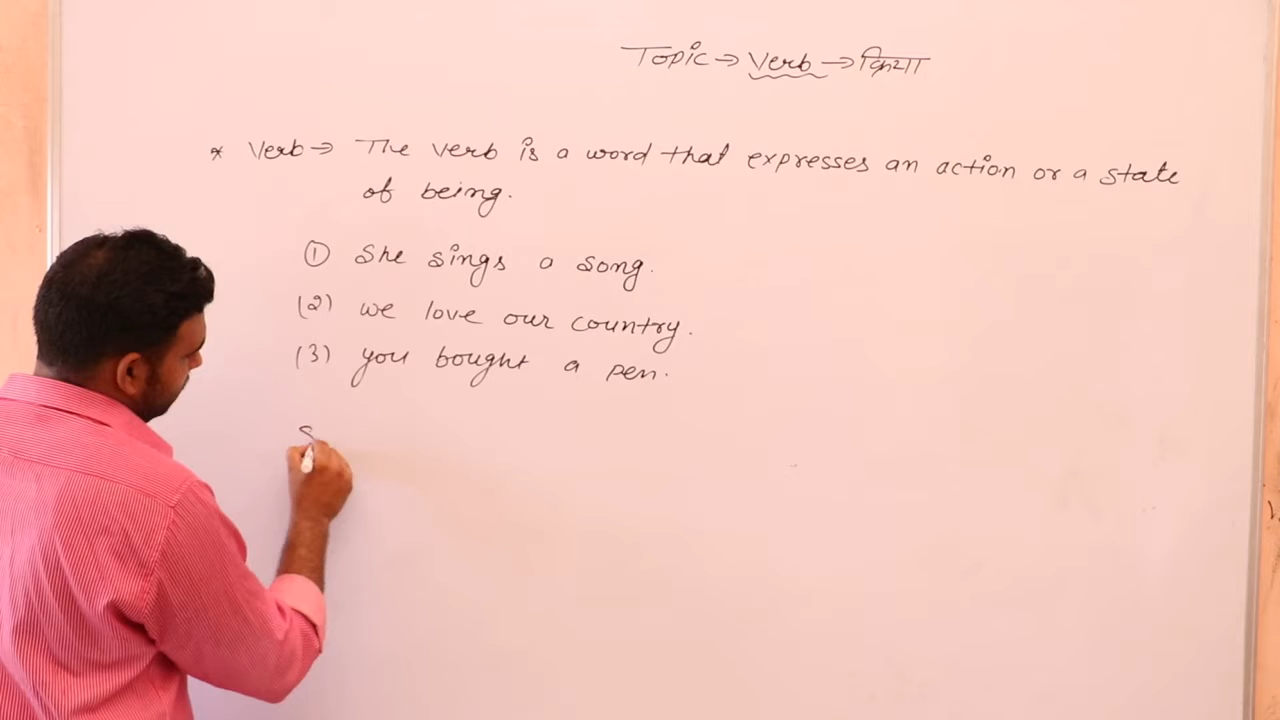 Topic → Verb → क्रिया
* Verb → The verb is a word that expresses an action or a state
of being.
① She sings a song.
(2) we love our country.
(3) you bought a pen.
S